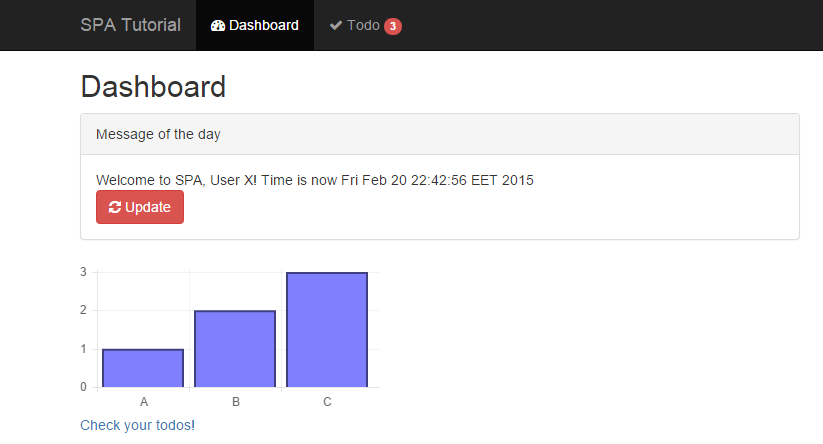 SPA Tutorial Dashboard Todo 3
Dashboard
Message of the day
Welcome to SPA, User X! Time is now Fri Feb 20 22:42:56 EET 2015
Update
3
2
1
0
A B C
Check your todos!